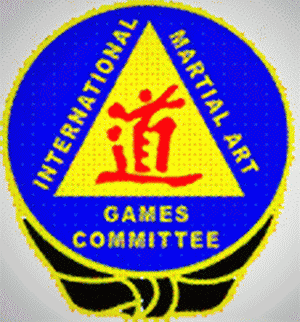 INTERNATIONAL
MARTIAL ART
道
GAMES
COMMITTEE